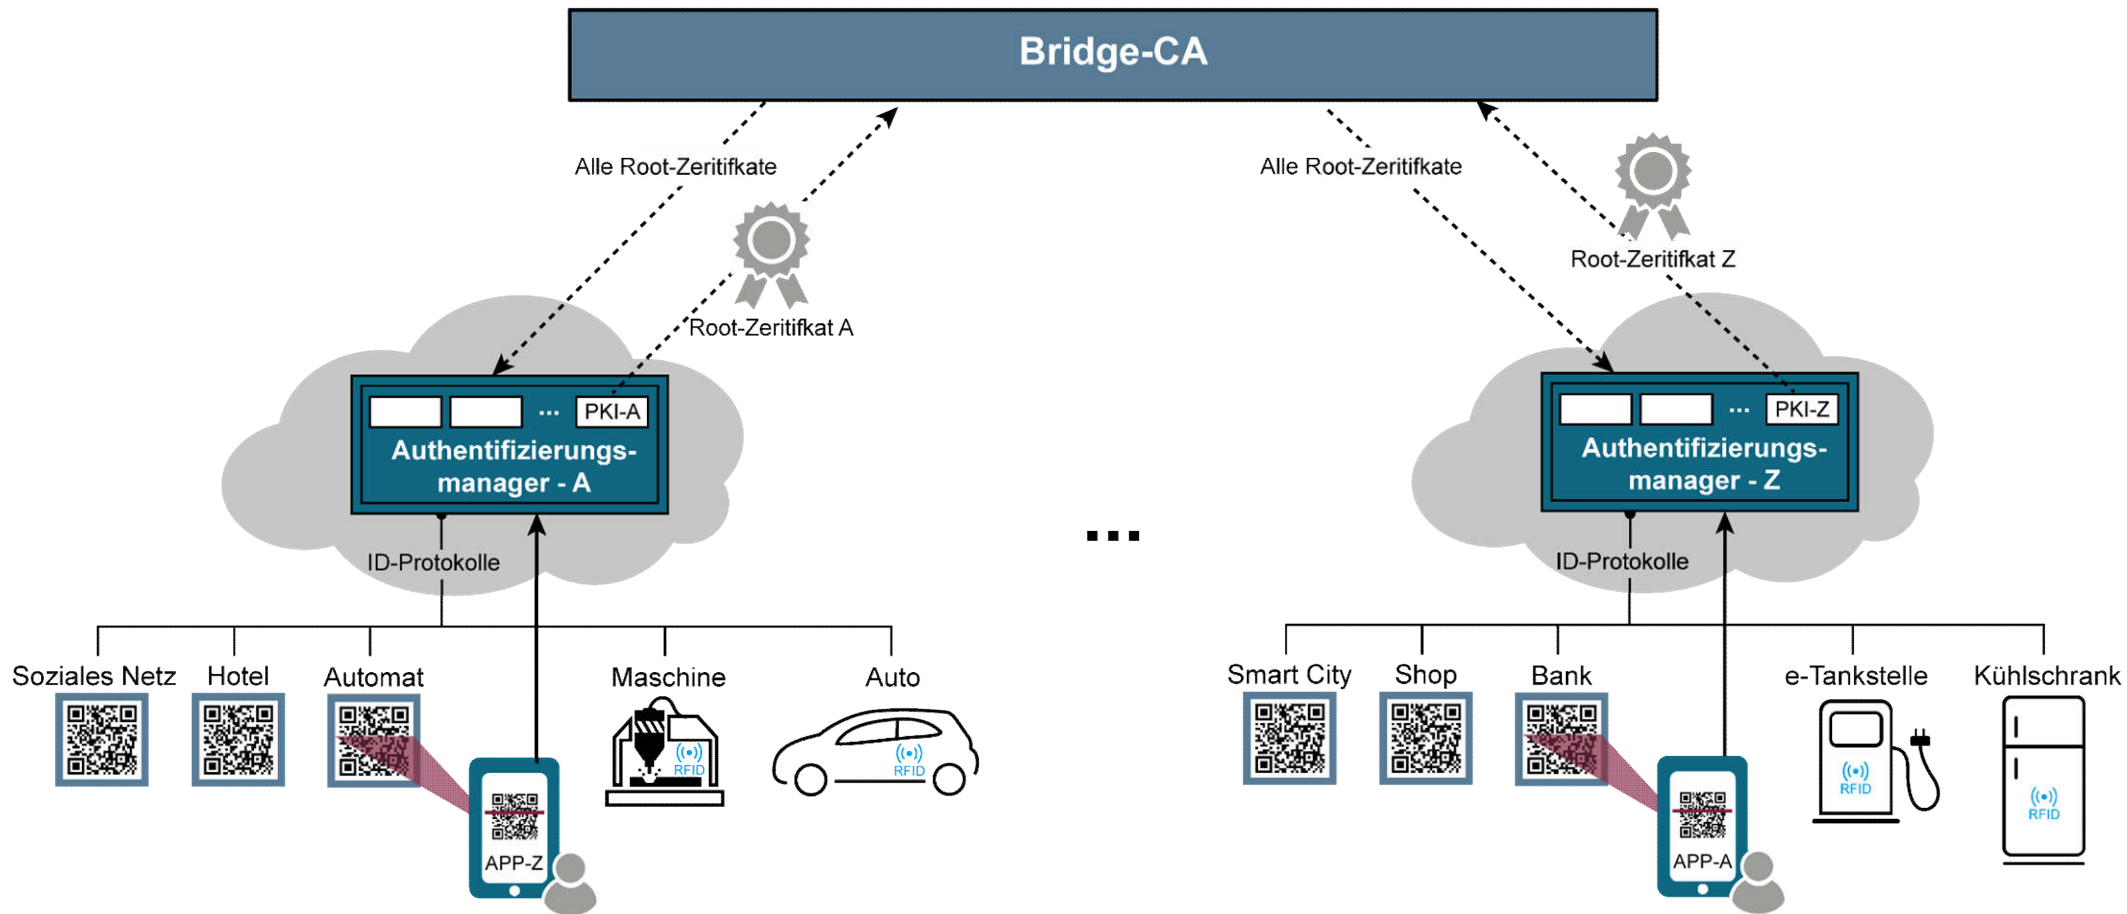 Bridge-CA
Alle Root-Zeritifkate
Alle Root-Zeritifkate
Root-Zeritifkat Z
Root-Zeritifkat A
... PKI-A
Authentifizierungs-
manager - A
... PKI-Z
Authentifizierungs-
manager - Z
...
ID-Protokolle
ID-Protokolle
Soziales Netz
Hotel
Automat
Maschine
Auto
Smart City
Shop
Bank
e-Tankstelle
Kühlschrank
RFID
RFID
RFID
RFID
APP-Z
APP-A